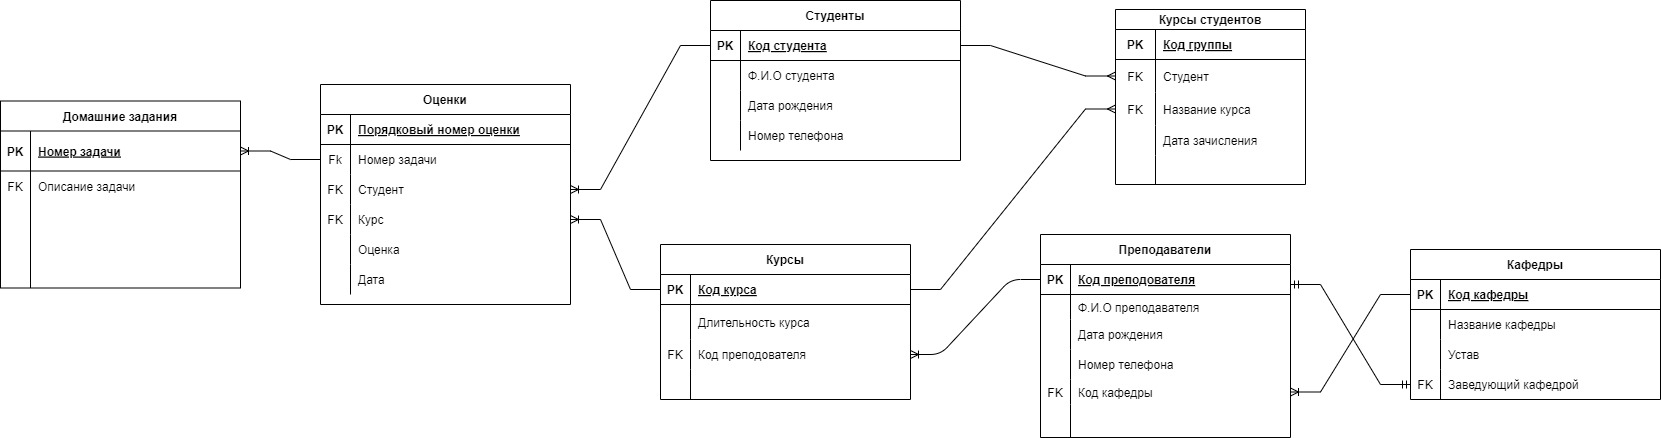 Домашние задания
PK Номер задачи
FK Описание задачи
Оценки
PK Порядковый номер оценки
Fk Номер задачи
FK Студент
FK Курс
Оценка
Дата
Студенты
PK Код студента
Ф.И.О студента
Дата рождения
Номер телефона
Курсы
PK Код курса
Длительность курса
FK Код преподователя
Курсы студентов
PK Код группы
FK Студент
FK Название курса
Дата зачисления
Преподаватели
PK Код преподователя
Ф.И.О преподавателя
Дата рождения
Номер телефона
FK Код кафедры
Кафедры
PK Код кафедры
Название кафедры
Устав
FK Заведующий кафедрой